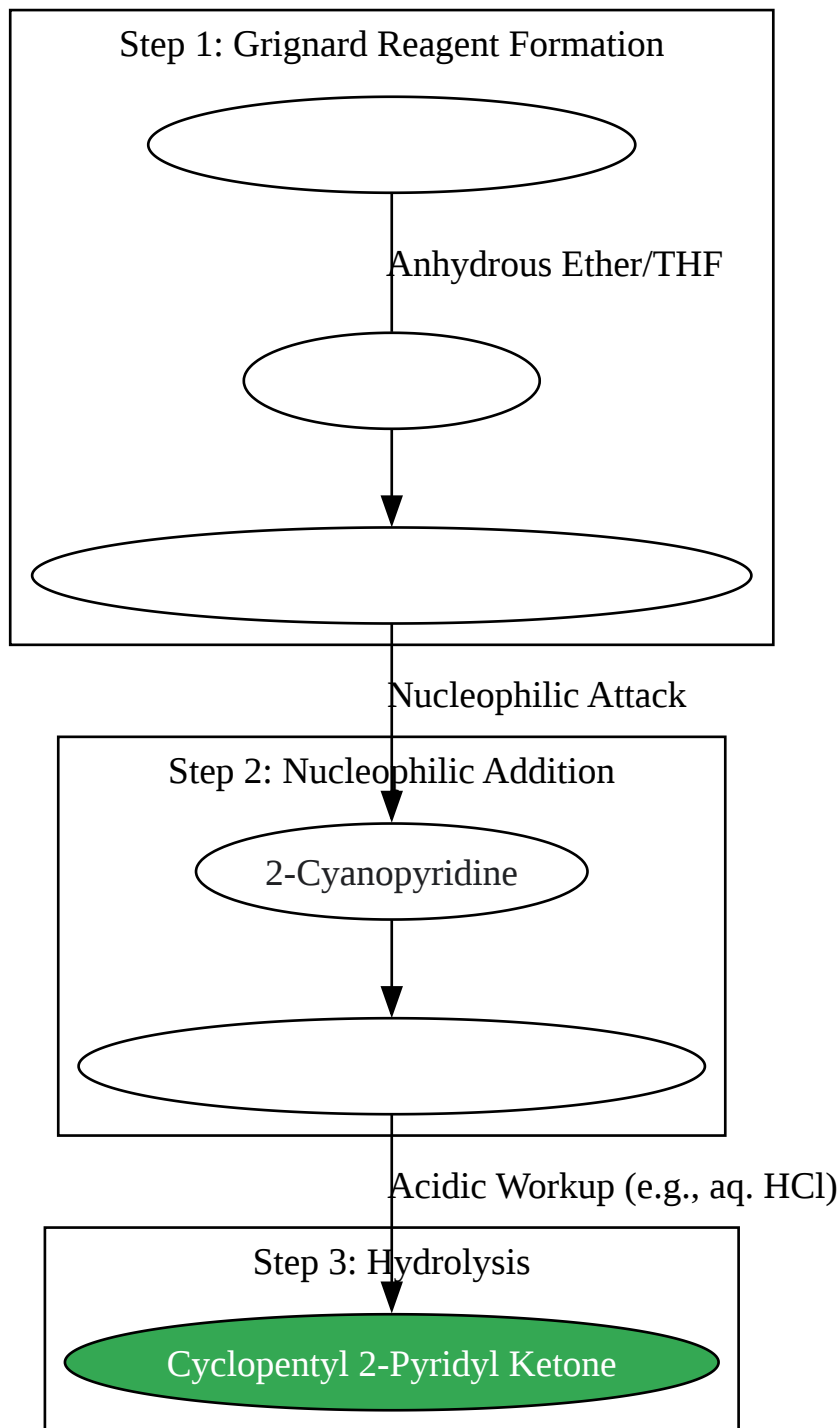 Step 1: Grignard Reagent Formation
Anhydrous Ether/THF
Nucleophilic Attack
Step 2: Nucleophilic Addition
2-Cyanopyridine
Acidic Workup (e.g., aq. HCl)
Step 3: Hydrolysis
Cyclopentyl 2-Pyridyl Ketone